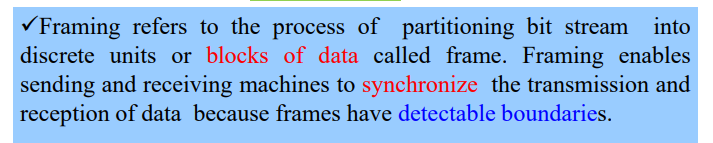 ✓Framing refers to the process of partitioning bit stream into
discrete units or blocks of data called frame. Framing enables
sending and receiving machines to synchronize the transmission and
reception of data because frames have detectable boundaries.